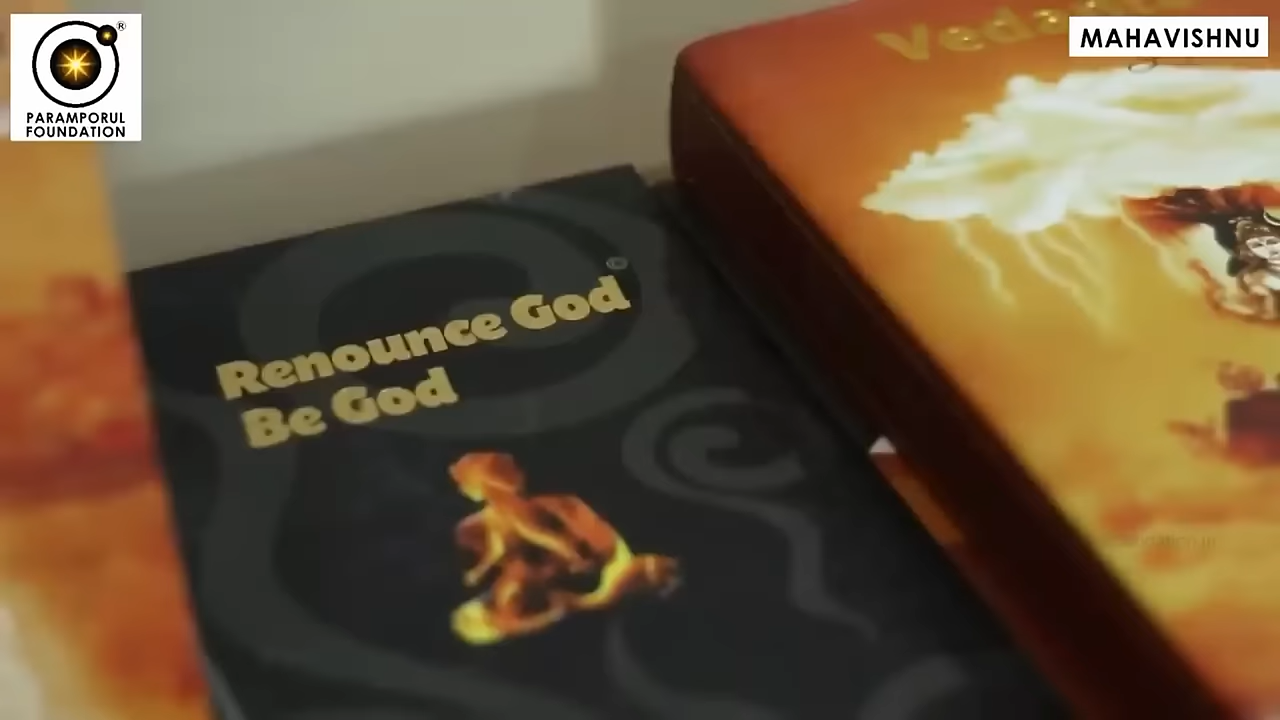 PARAMPORUL
FOUNDATION
®
MAHAVISHNU
Renounce God
©
Be God